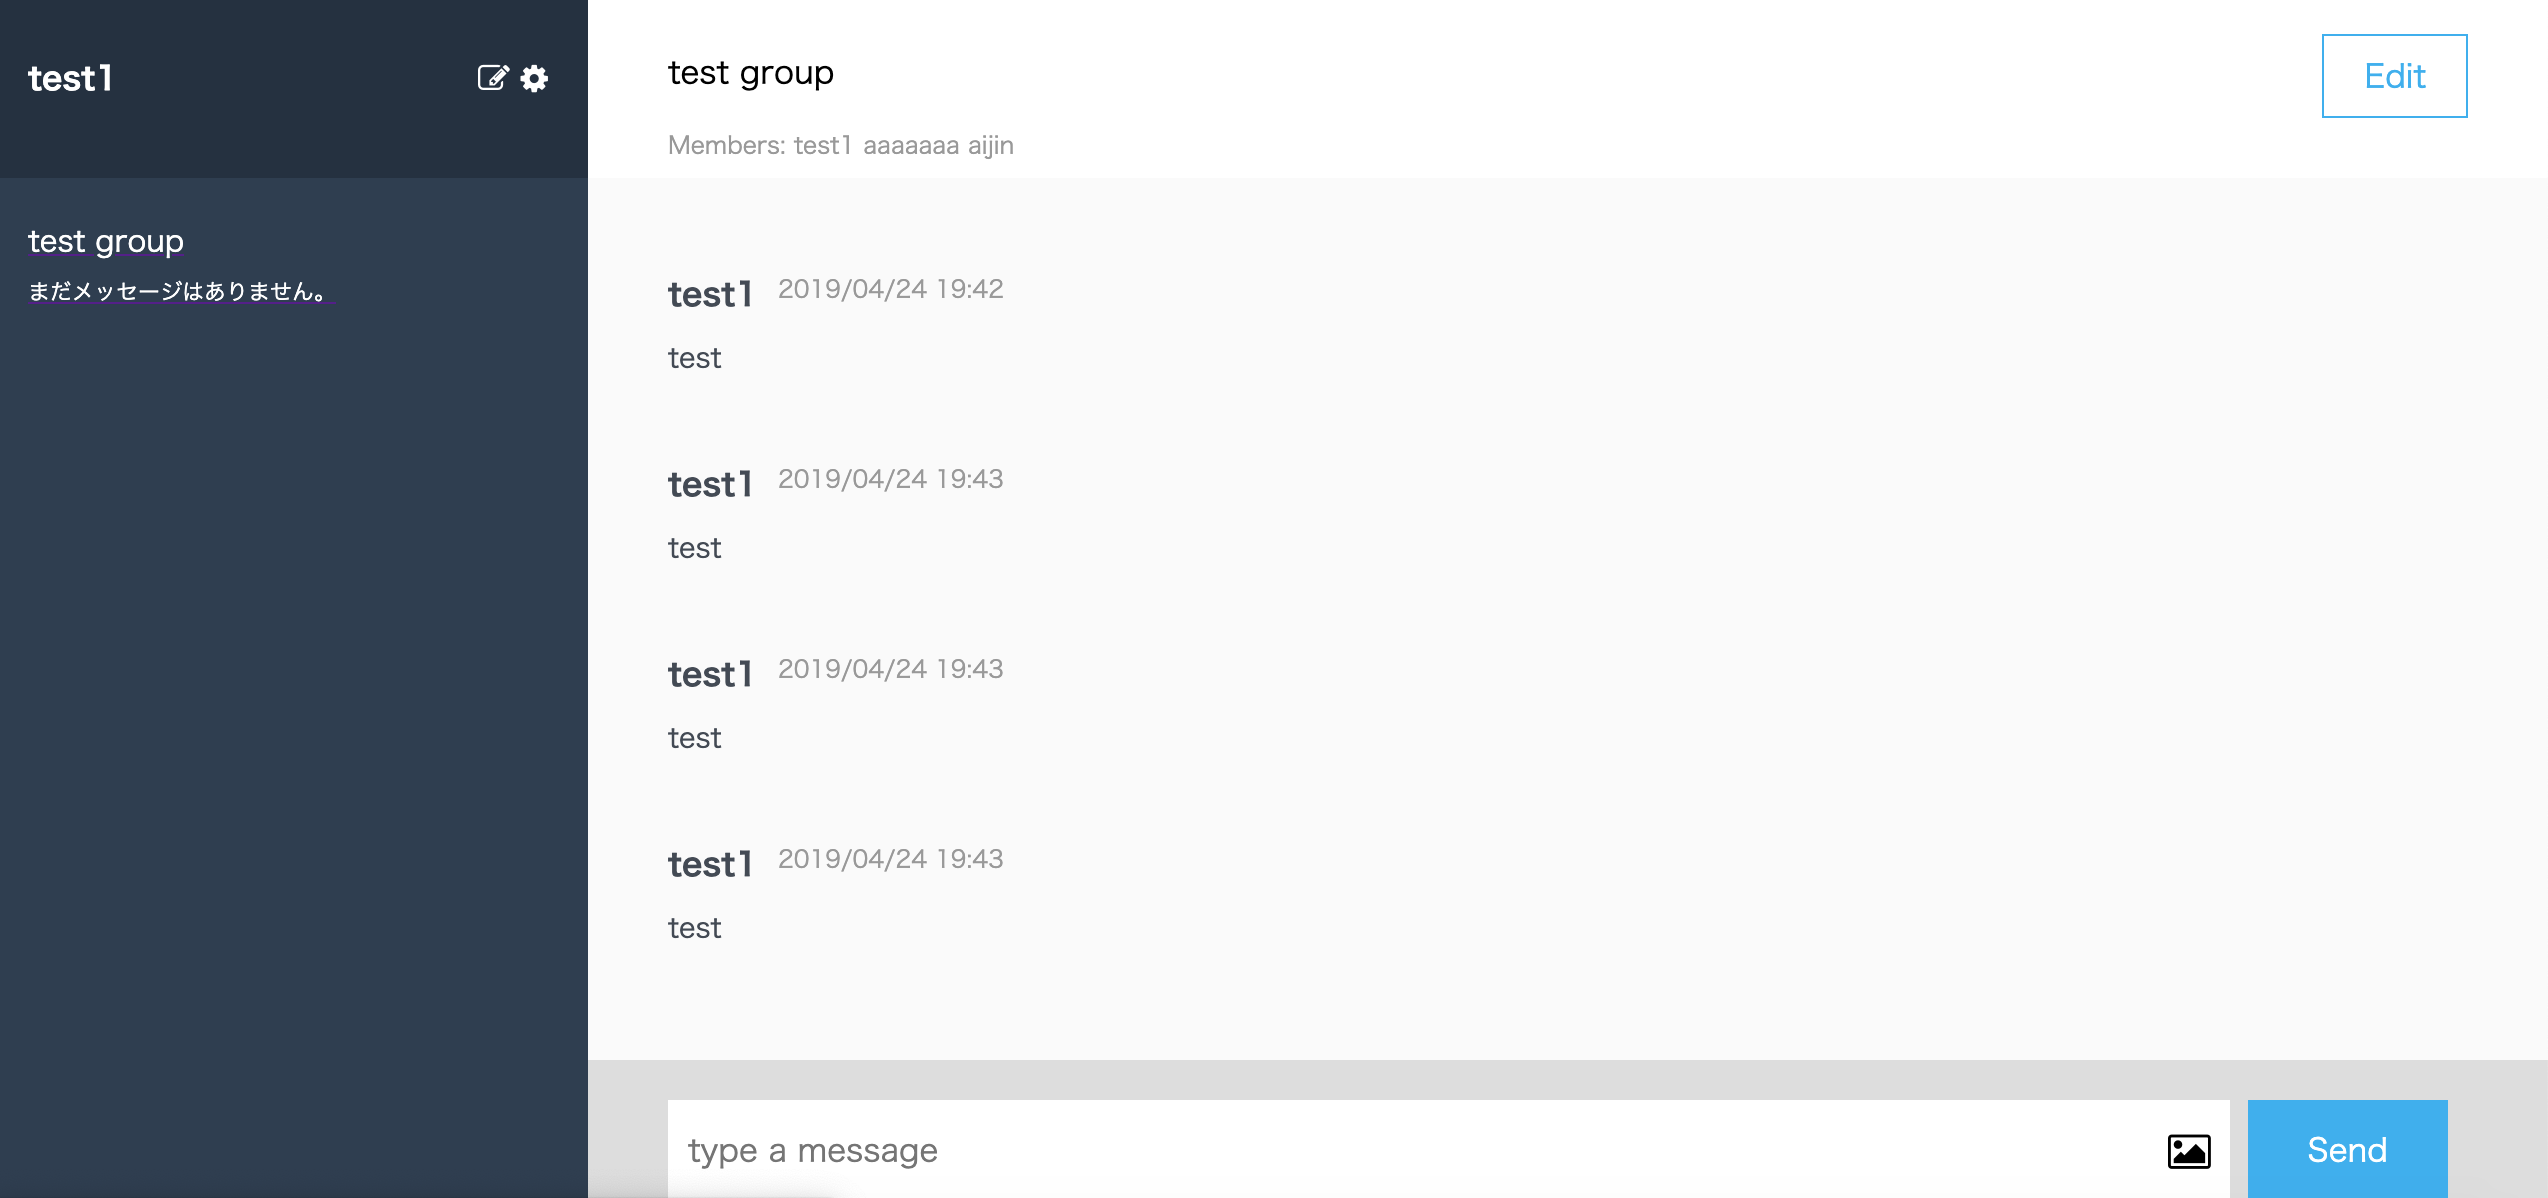 test1
test group
まだメッセージはありません。
test group
Edit
Members: test1 aaaaaaa aijin
test1 2019/04/24 19:42
test
test1 2019/04/24 19:43
test
test1 2019/04/24 19:43
test
test1 2019/04/24 19:43
test
type a message
Send